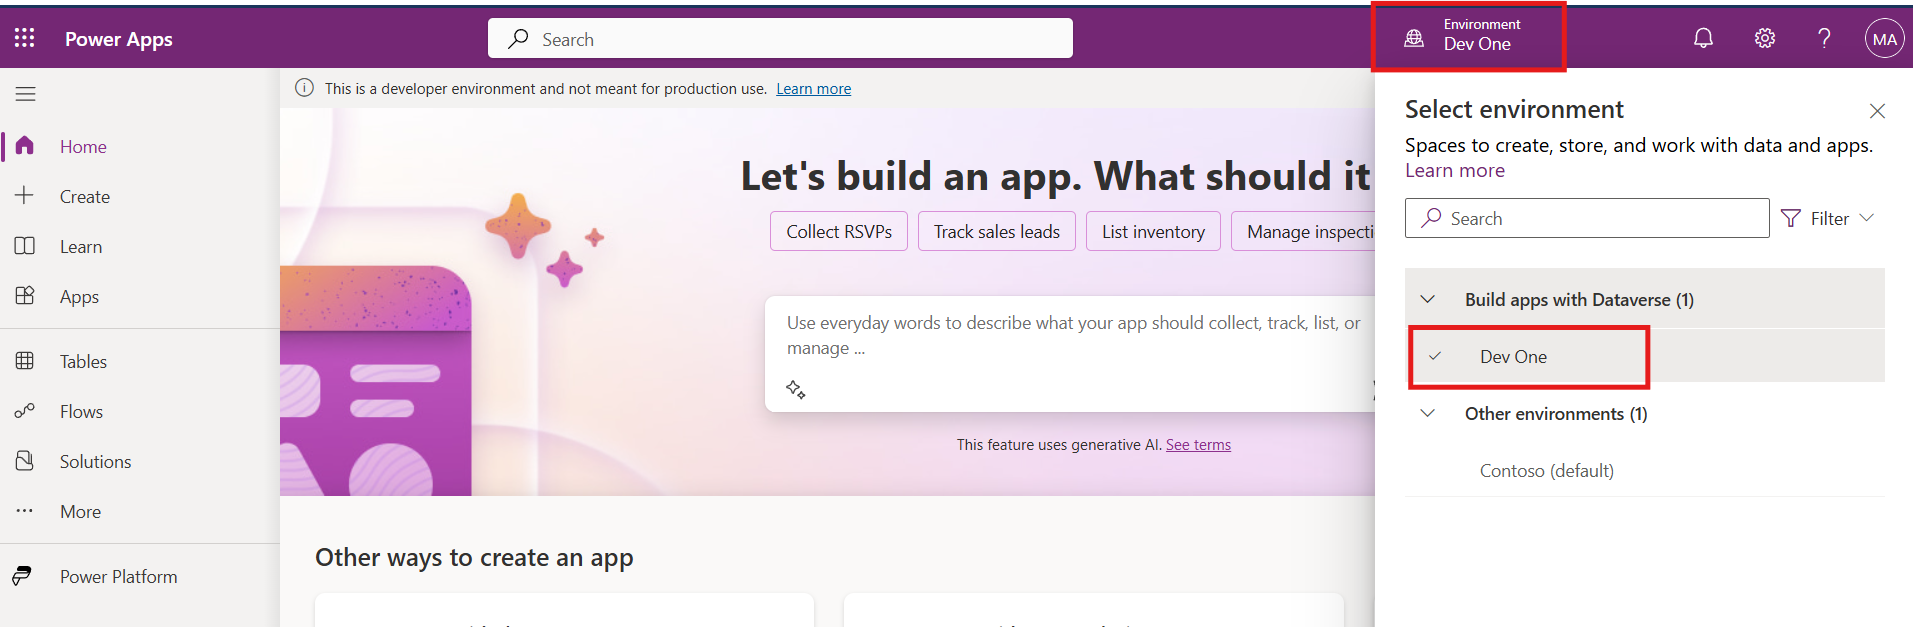 Power Apps
Search
Environment
Dev One
MA
Home
Create
Learn
Apps
Tables
Flows
Solutions
More
Power Platform
This is a developer environment and not meant for production use. Learn more
Let's build an app. What should it
Collect RSVPs
Track sales leads
List inventory
Manage inspecti
Use everyday words to describe what your app should collect, track, list, or
manage ...
This feature uses generative AI. See terms
Other ways to create an app
Select environment
Spaces to create, store, and work with data and apps.
Learn more
Search
Filter
Build apps with Dataverse (1)
Dev One
Other environments (1)
Contoso (default)